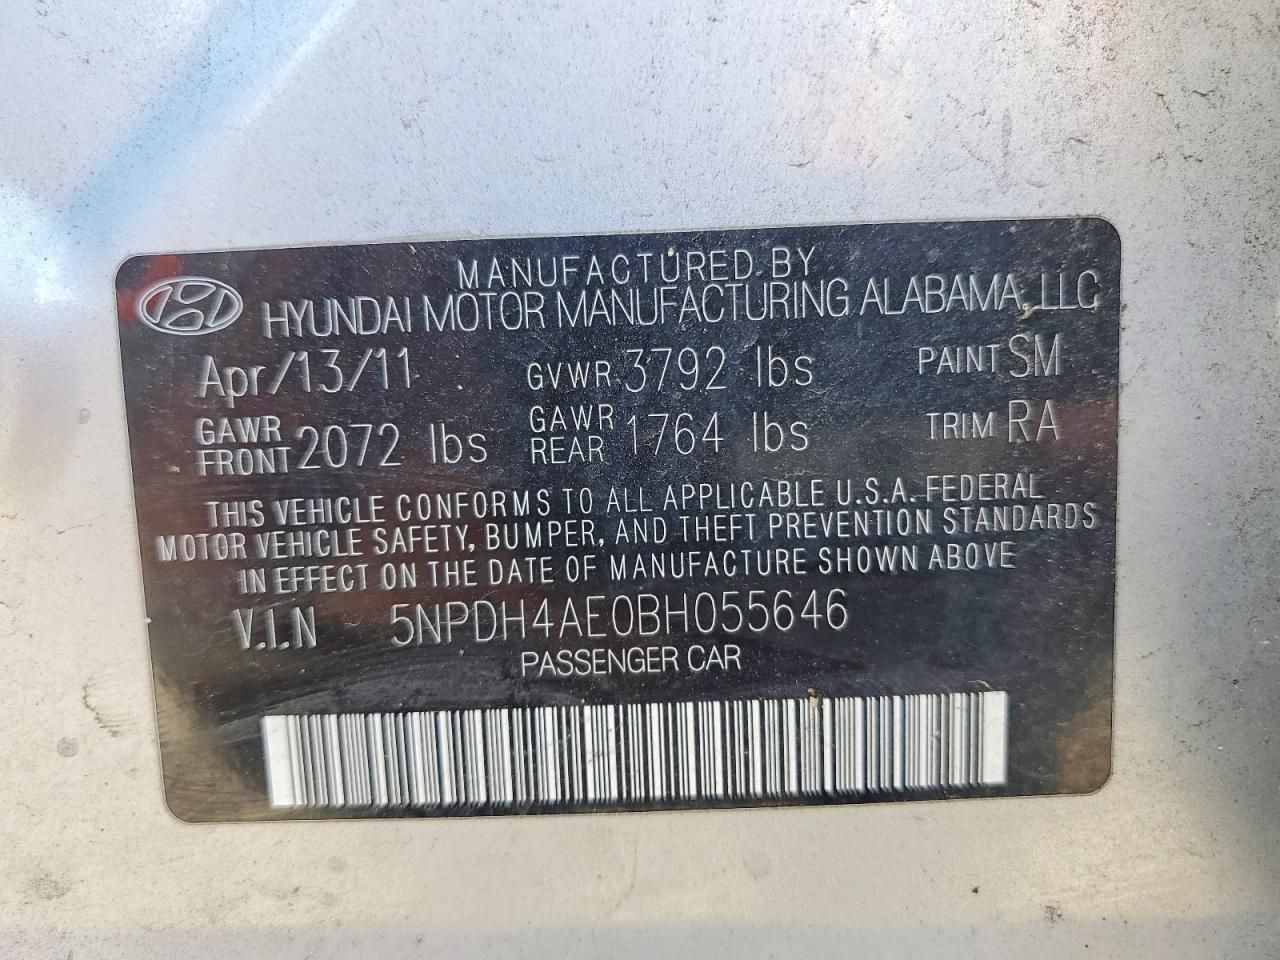 MANUFACTURED BY
HYUNDAI MOTOR MANUFACTURING ALABAMA, LLC
Apr/13/11 GVWR 3792 lbs PAINT SM
GAWR FRONT 2072 lbs GAWR REAR 1764 lbs TRIM RA
THIS VEHICLE CONFORMS TO ALL APPLICABLE U.S.A. FEDERAL
MOTOR VEHICLE SAFETY, BUMPER, AND THEFT PREVENTION STANDARDS
IN EFFECT ON THE DATE OF MANUFACTURE SHOWN ABOVE
V.I.N 5NPDH4AE0BH055646
PASSENGER CAR